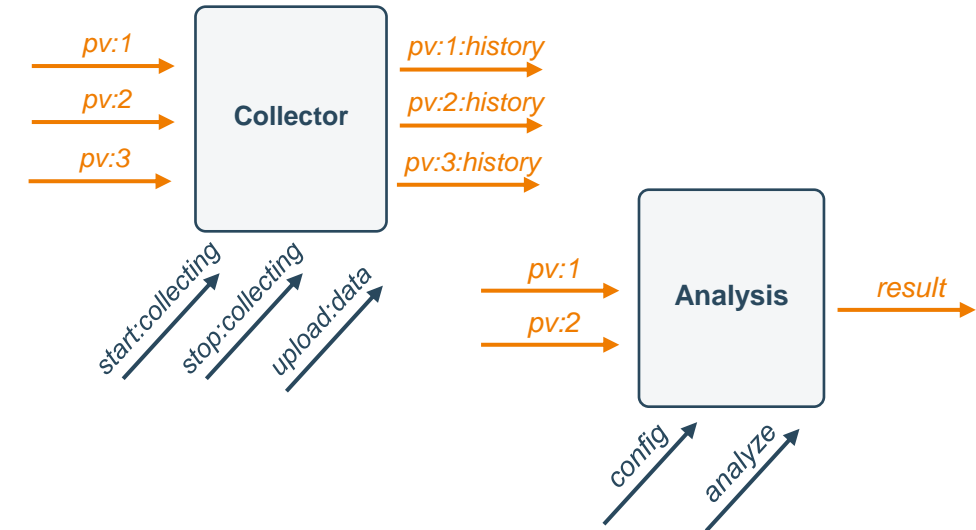 pv:1
pv:2
pv:3
Collector
pv:1:history
pv:2:history
pv:3:history
start:collecting
stop:collecting
upload:data
pv:1
pv:2
Analysis
result
config
analyze